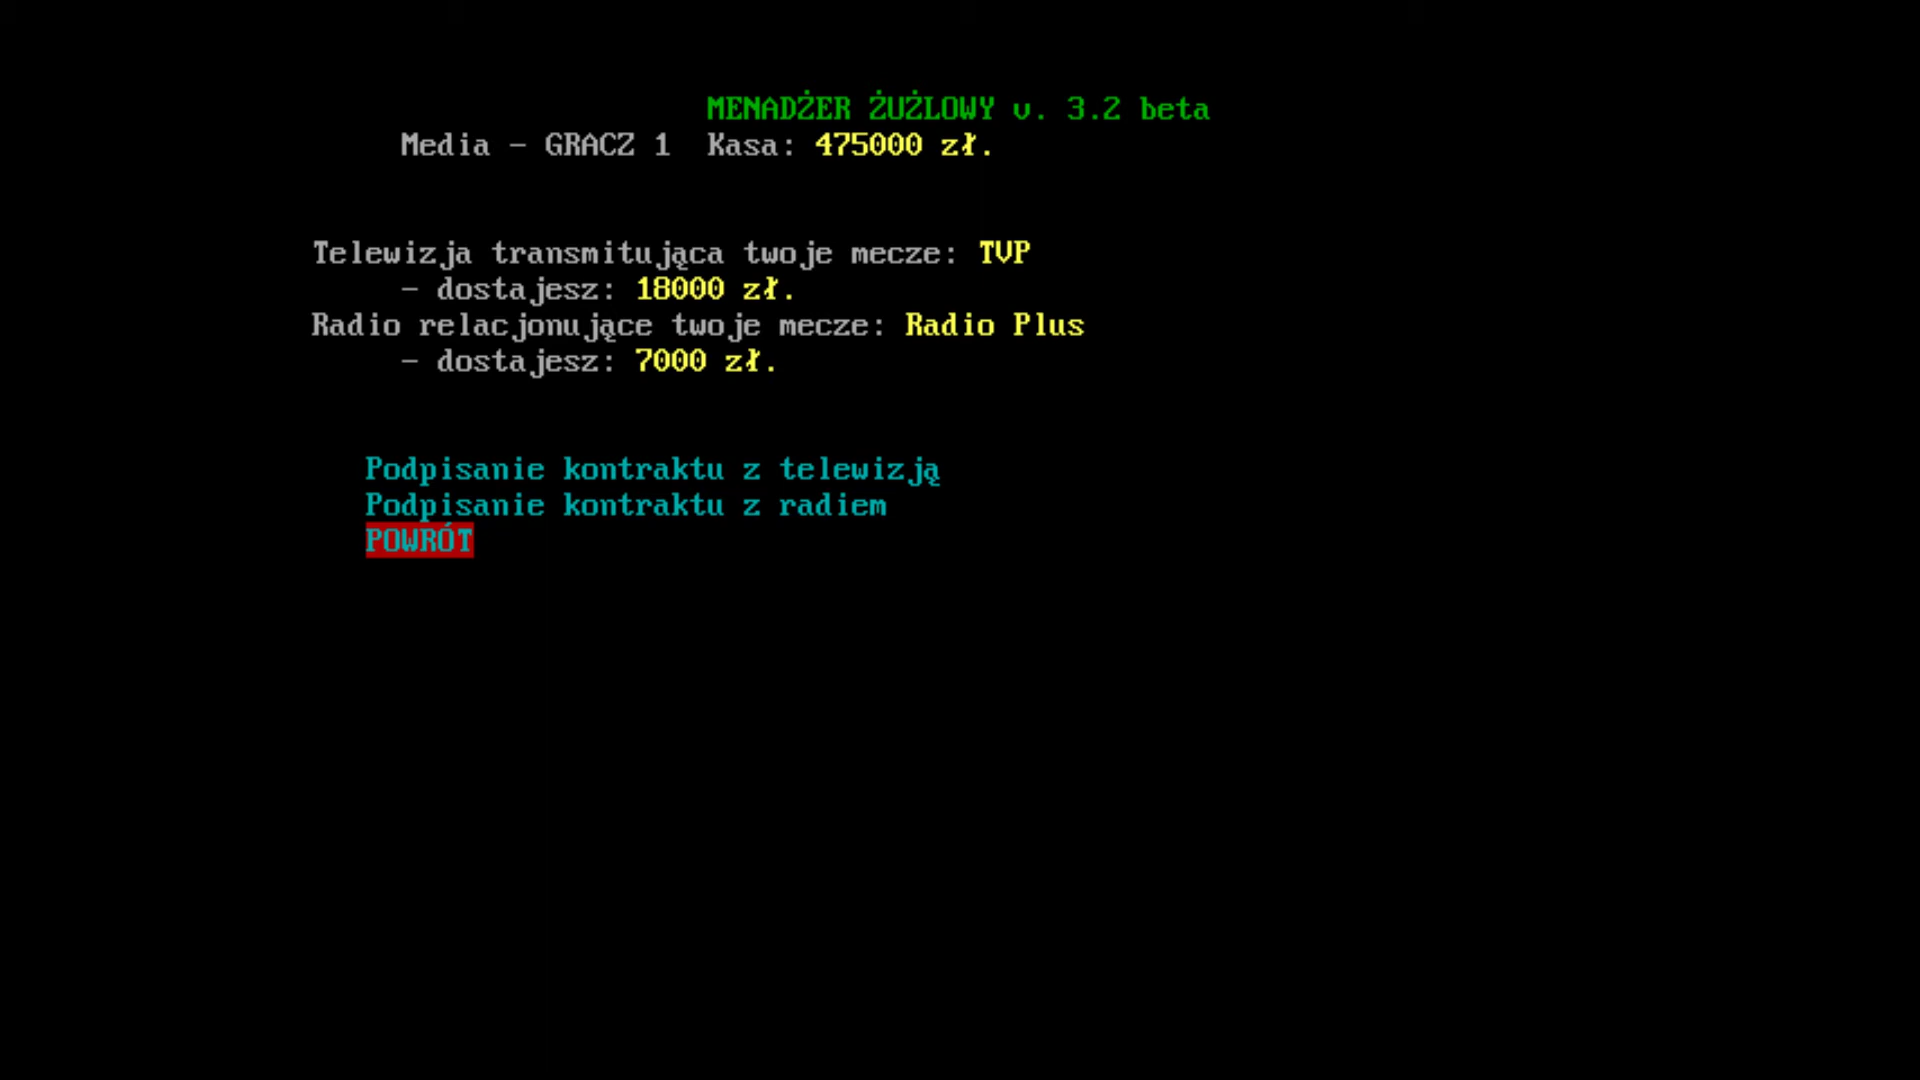 MENADŻER ŻUŻLOWY v. 3.2 beta
Media - GRACZ 1 Kasa: 475000 zł.
Telewizja transmitująca twoje mecze: TVP
- dostajesz: 18000 zł.
Radio relacjonujące twoje mecze: Radio Plus
- dostajesz: 7000 zł.
Podpisanie kontraktu z telewizją
Podpisanie kontraktu z radiem
POWRÓT